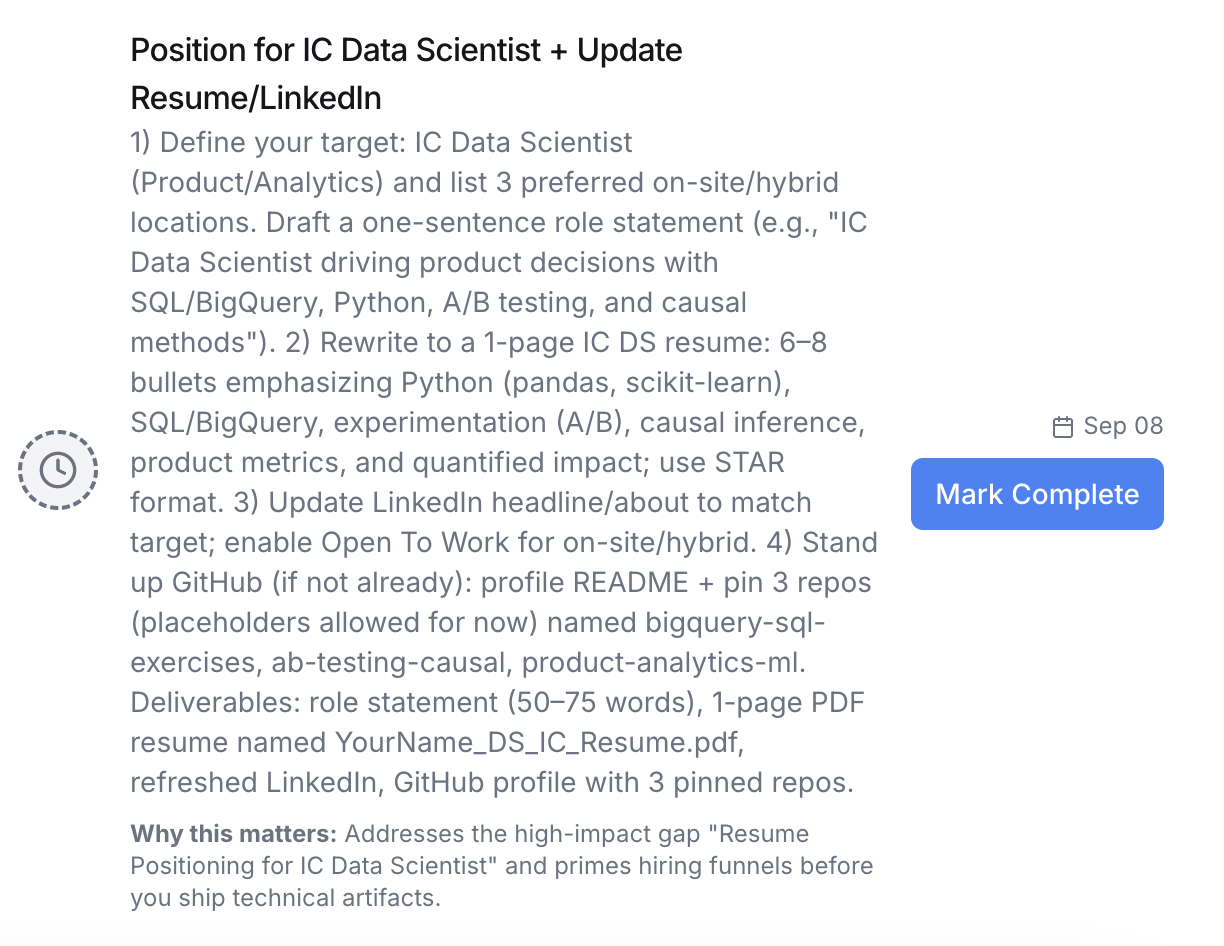 Position for IC Data Scientist + Update
Resume/LinkedIn
1) Define your target: IC Data Scientist
(Product/Analytics) and list 3 preferred on-site/hybrid
locations. Draft a one-sentence role statement (e.g., "IC
Data Scientist driving product decisions with
SQL/BigQuery, Python, A/B testing, and causal
methods"). 2) Rewrite to a 1-page IC DS resume: 6–8
bullets emphasizing Python (pandas, scikit-learn),
SQL/BigQuery, experimentation (A/B), causal inference,
product metrics, and quantified impact; use STAR
format. 3) Update LinkedIn headline/about to match
target; enable Open To Work for on-site/hybrid. 4) Stand
up GitHub (if not already): profile README + pin 3 repos
(placeholders allowed for now) named bigquery-sql-
exercises, ab-testing-causal, product-analytics-ml.
Deliverables: role statement (50–75 words), 1-page PDF
resume named YourName_DS_IC_Resume.pdf,
refreshed LinkedIn, GitHub profile with 3 pinned repos.
Why this matters: Addresses the high-impact gap "Resume
Positioning for IC Data Scientist" and primes hiring funnels before
you ship technical artifacts.
Sep 08
Mark Complete